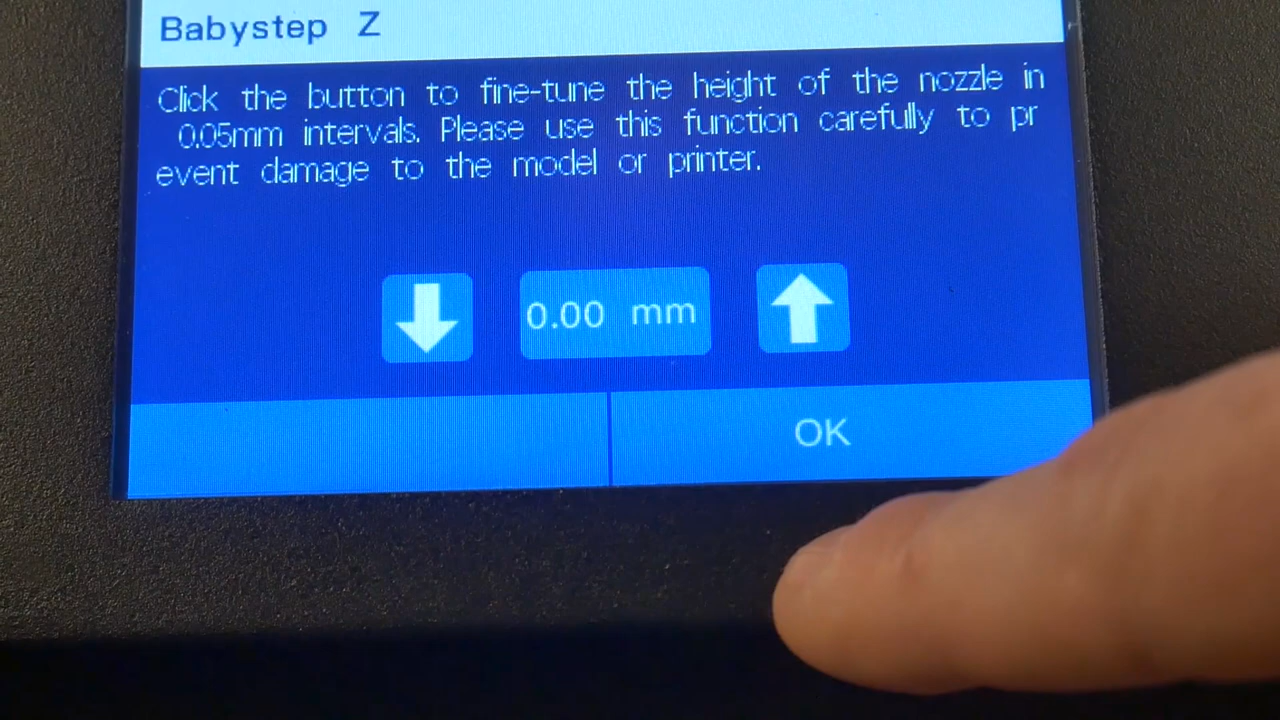 Babystep Z
Click the button to fine-tune the height of the nozzle in
0.05mm intervals. Please use this function carefully to pr
event damage to the model or printer.
0.00 mm
OK